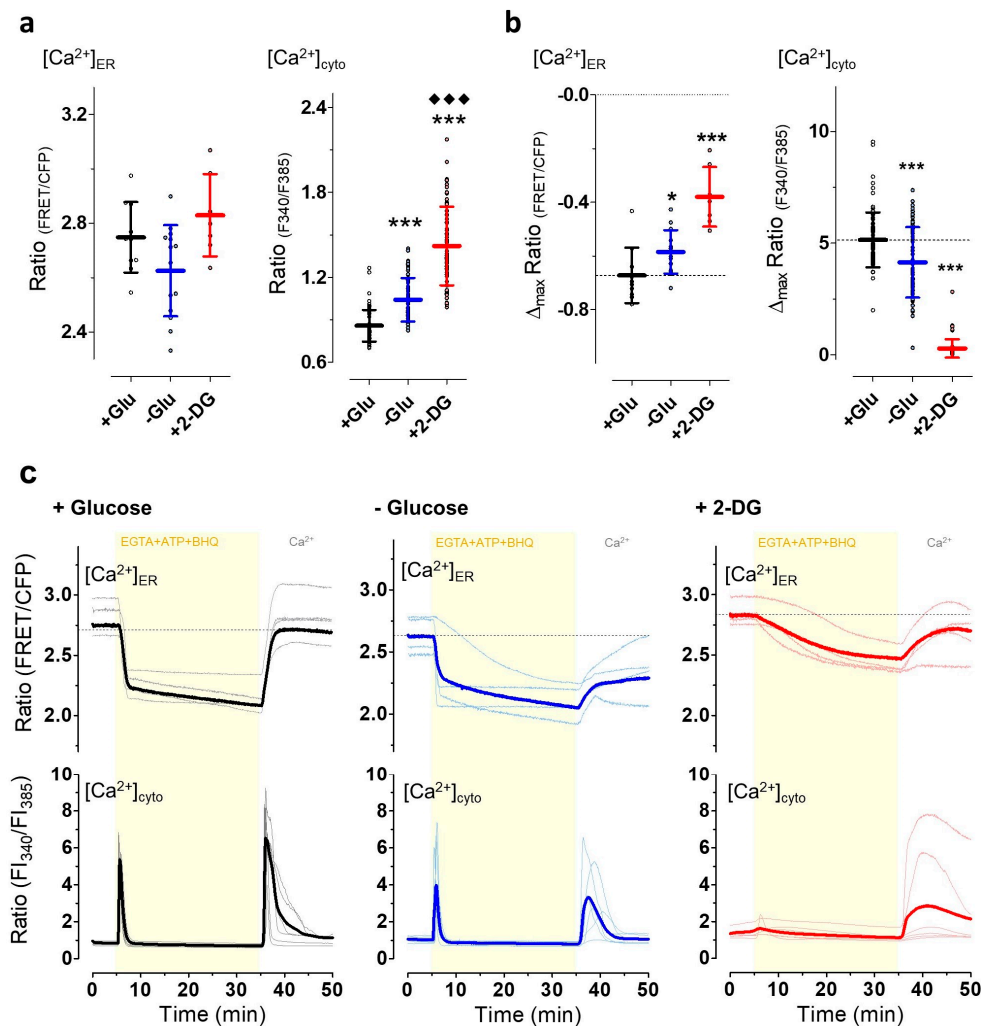 a
[Ca2+]ER
Ratio (FRET/CFP)
3.2
2.8
2.4
+Glu
-Glu
+2-DG
[Ca2+]cyto
Ratio (F340/F385)
2.4
1.8
1.2
0.6
***
◆◆◆
***
+Glu
-Glu
+2-DG
b
[Ca2+]ER
Δmax Ratio (FRET/CFP)
-0.0
-0.4
-0.8
*
***
+Glu
-Glu
+2-DG
[Ca2+]cyto
Δmax Ratio (F340/F385)
10
5
0
***
***
+Glu
-Glu
+2-DG
c
+ Glucose
EGTA+ATP+BHQ
Ca2+
[Ca2+]ER
Ratio (FRET/CFP)
3.0
2.5
2.0
[Ca2+]cyto
Ratio (FI340/FI385)
10
8
6
4
2
0
0 10 20 30 40 50
Time (min)
- Glucose
EGTA+ATP+BHQ
Ca2+
[Ca2+]ER
3.0
2.5
2.0
[Ca2+]cyto
10
8
6
4
2
0
0 10 20 30 40 50
Time (min)
+ 2-DG
EGTA+ATP+BHQ
Ca2+
[Ca2+]ER
3.0
2.5
2.0
[Ca2+]cyto
10
8
6
4
2
0
0 10 20 30 40 50
Time (min)